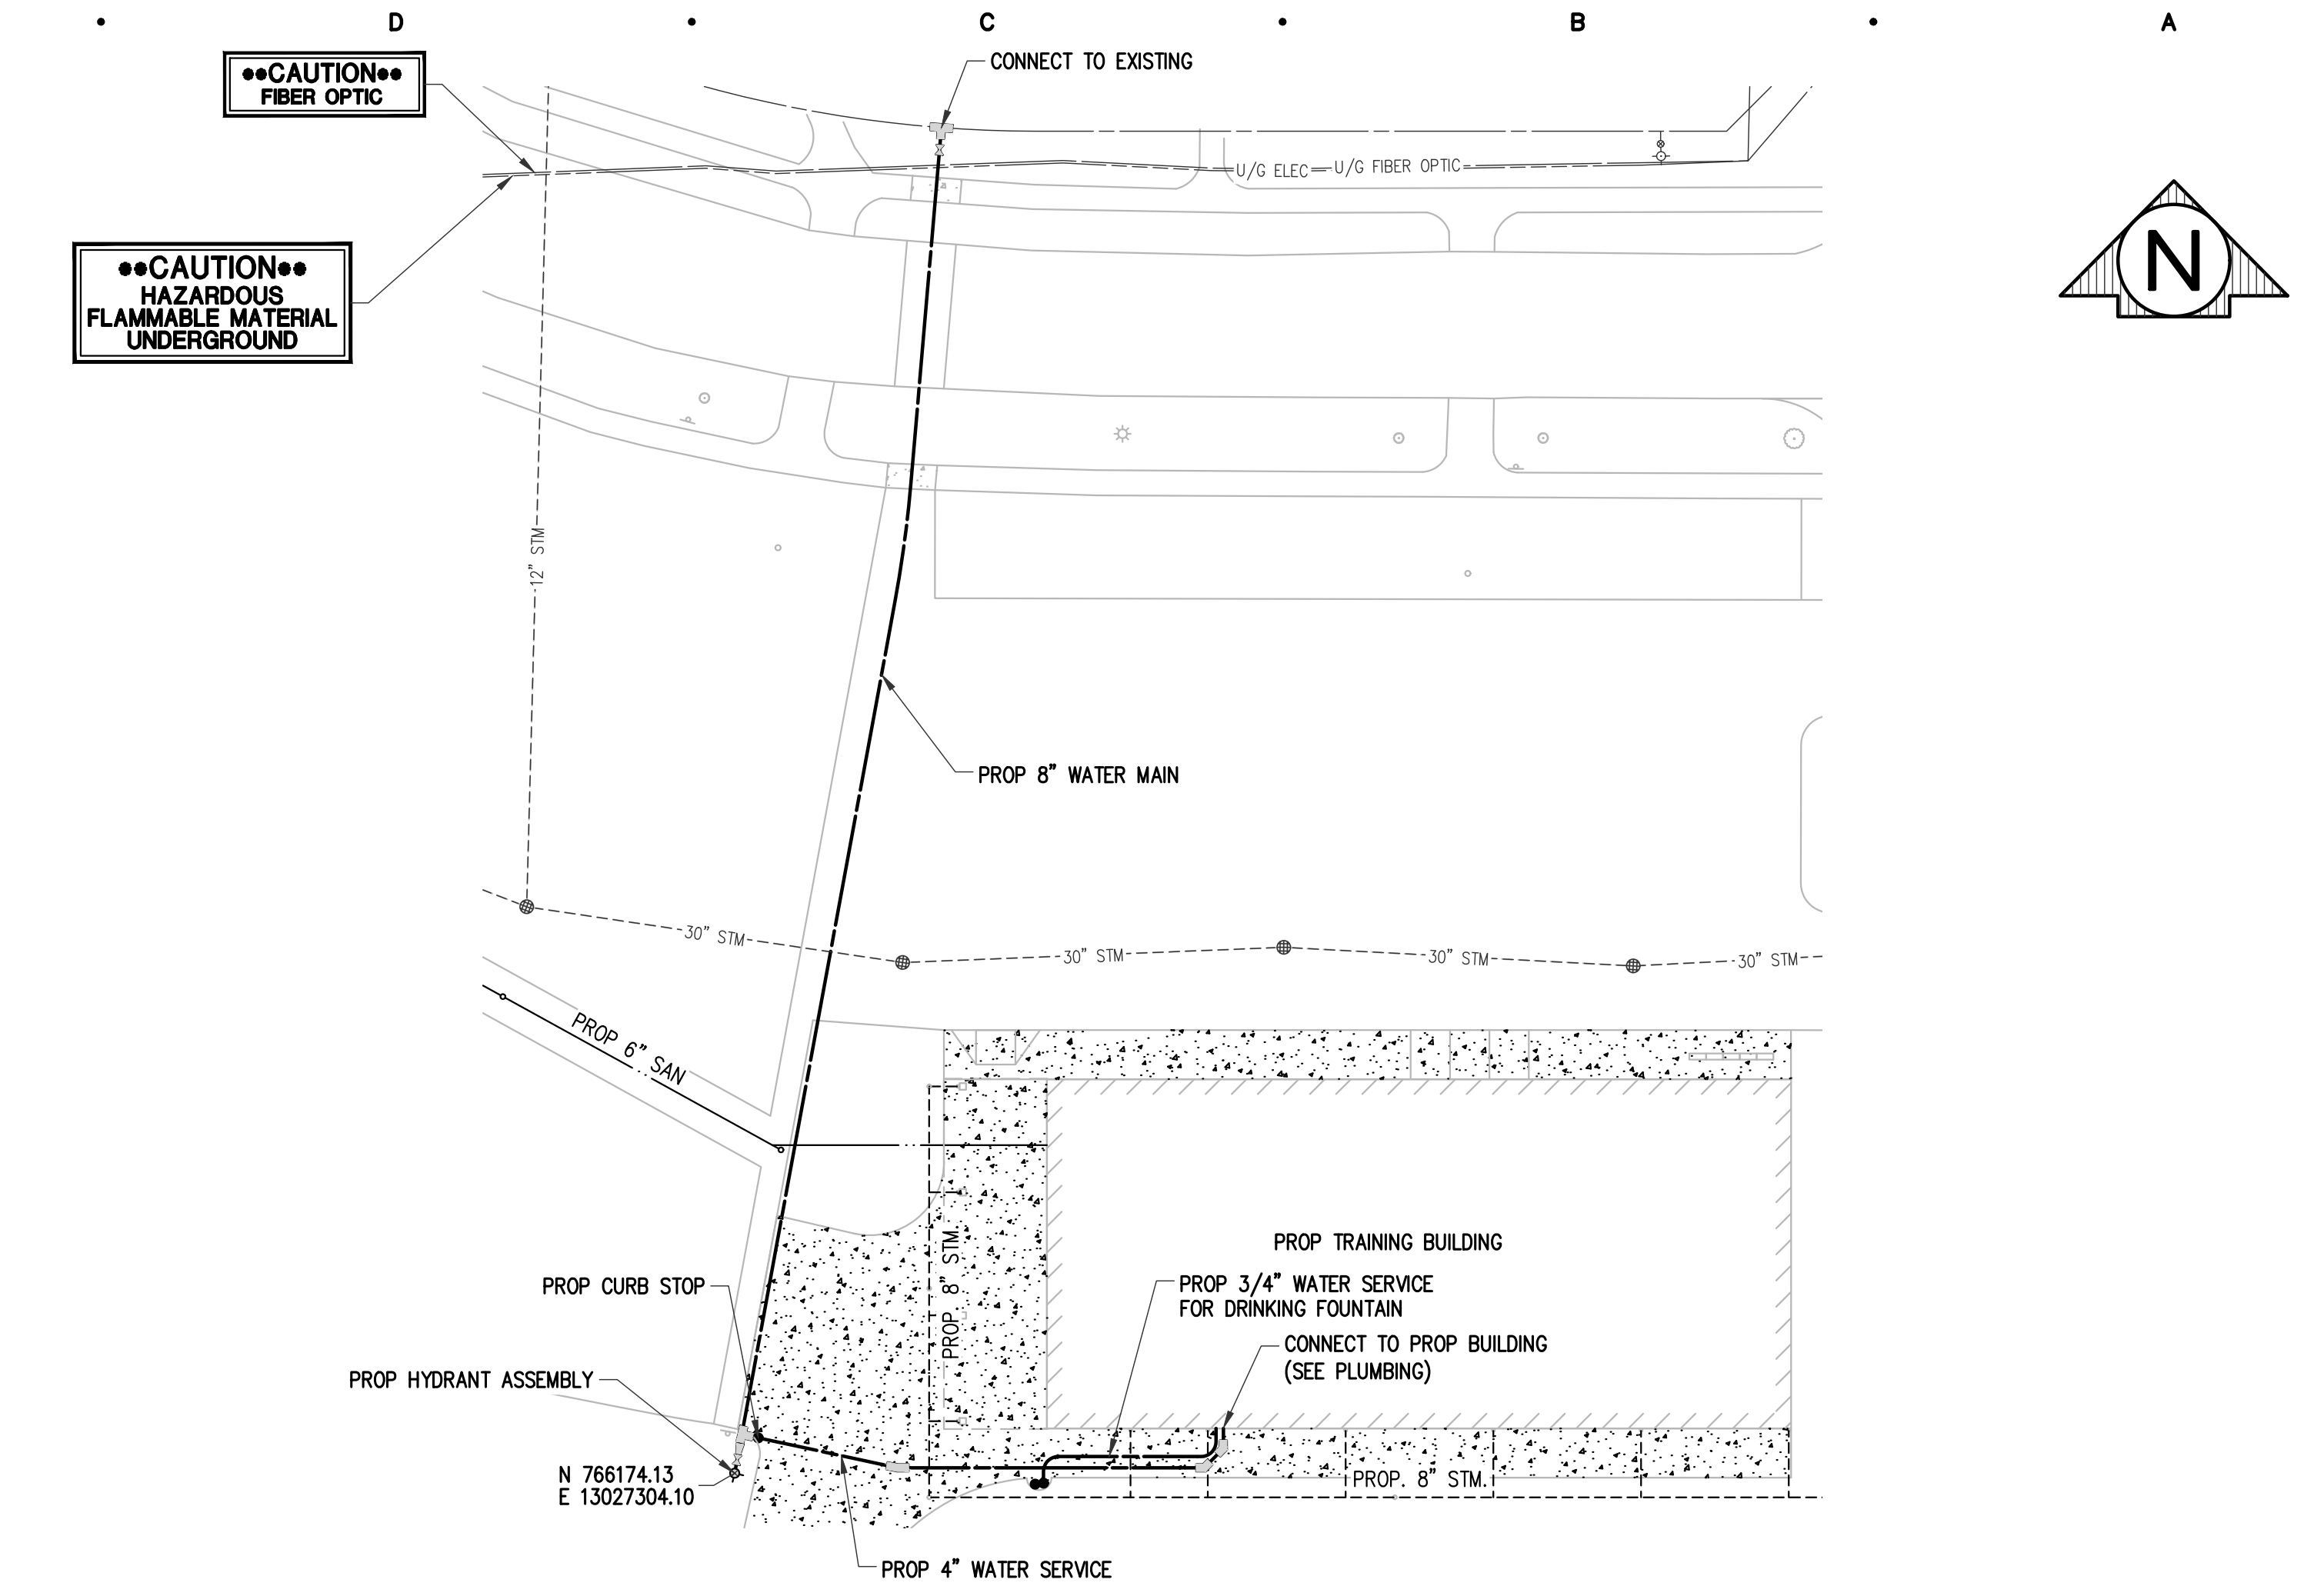 D
C
B
A
●●CAUTION●●
FIBER OPTIC
CONNECT TO EXISTING
U/G ELEC
U/G FIBER OPTIC
●●CAUTION●●
HAZARDOUS
FLAMMABLE MATERIAL
UNDERGROUND
N
12" STM
PROP 8" WATER MAIN
30" STM
30" STM
30" STM
30" STM
PROP 6" SAN
PROP 8" STM.
PROP TRAINING BUILDING
PROP CURB STOP
PROP 3/4" WATER SERVICE
FOR DRINKING FOUNTAIN
CONNECT TO PROP BUILDING
(SEE PLUMBING)
PROP HYDRANT ASSEMBLY
N 766174.13
E 13027304.10
PROP. 8" STM.
PROP 4" WATER SERVICE